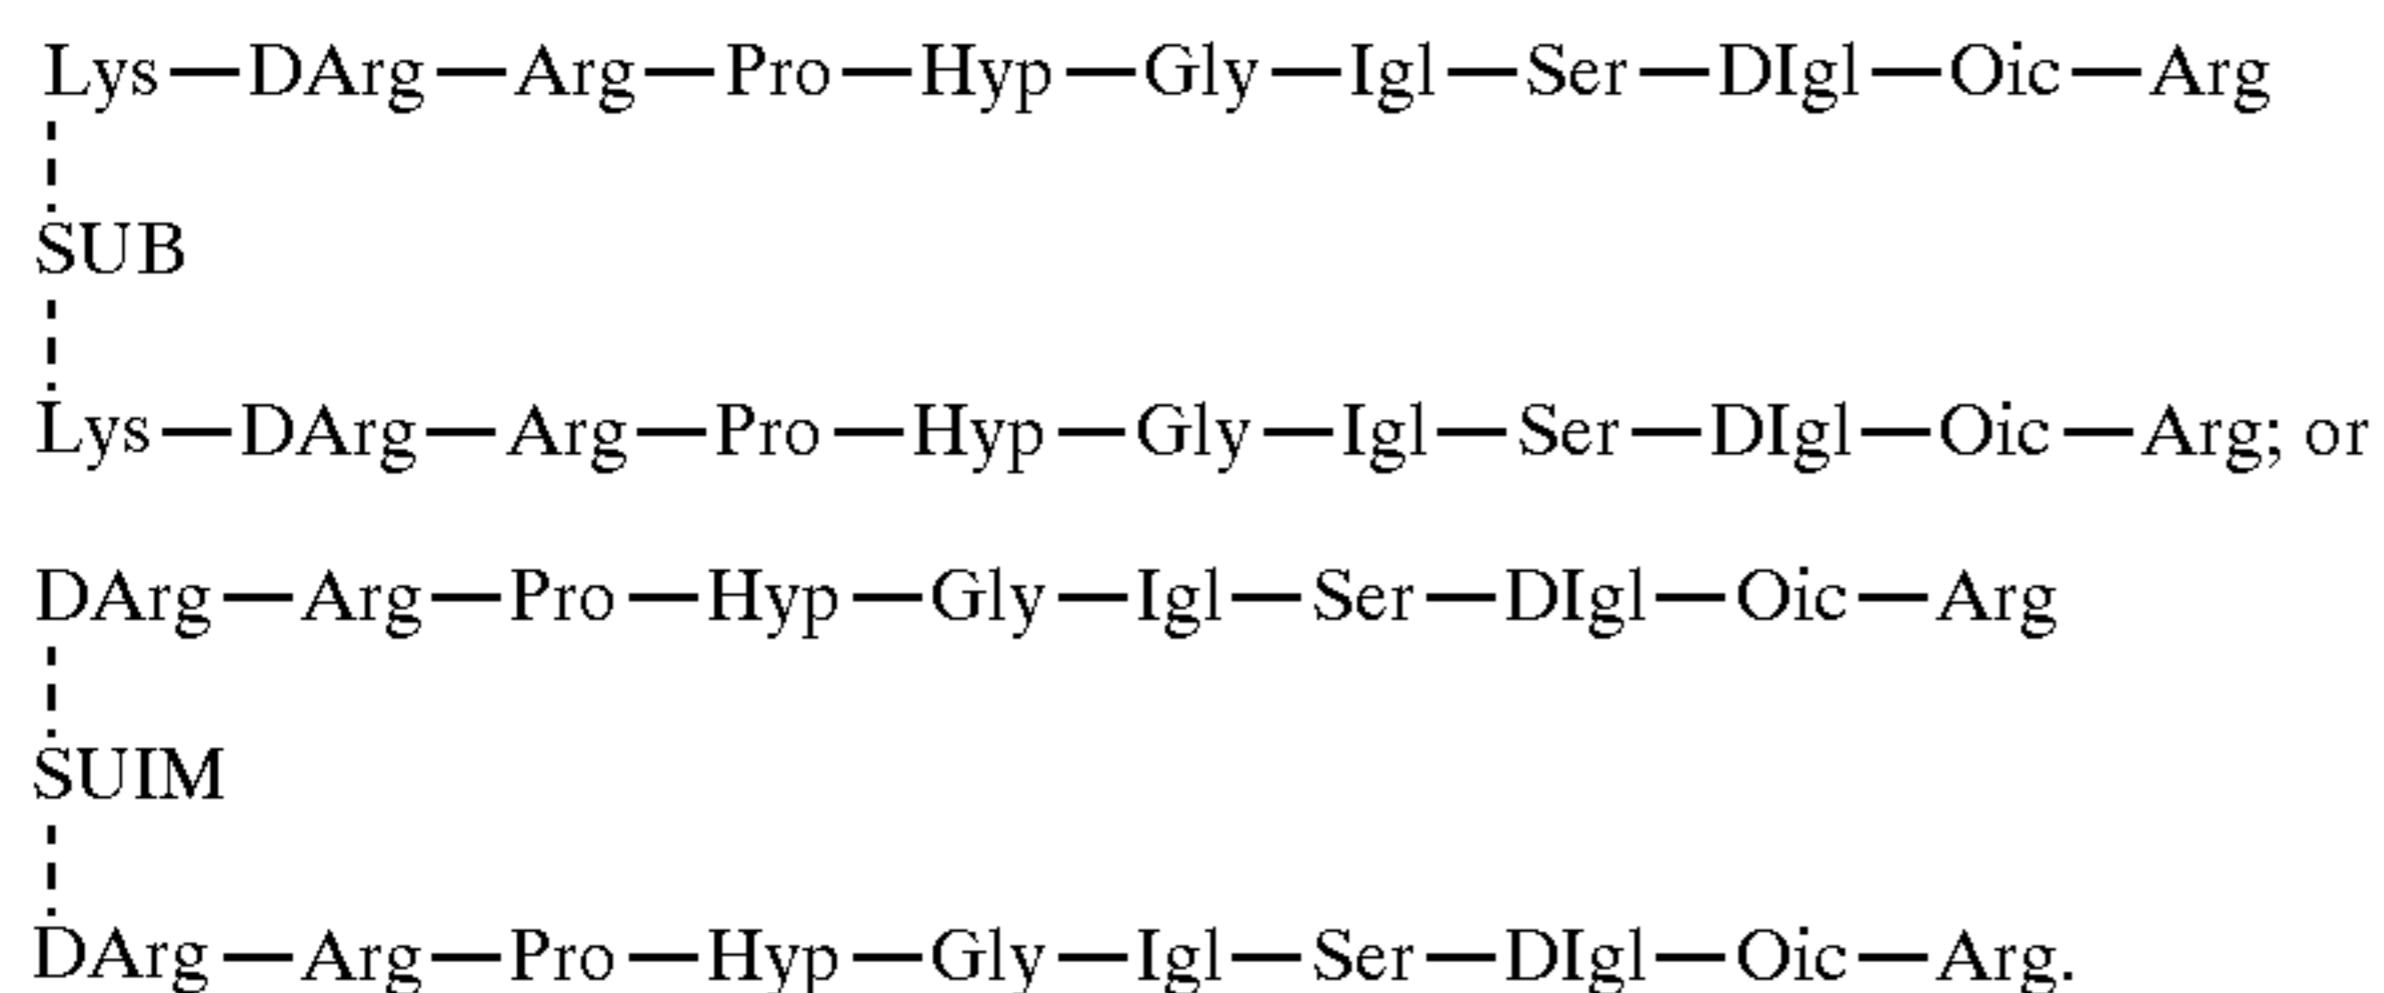 Lys—DArg—Arg—Pro—Hyp—Gly—Igl—Ser—DIgl—Oic—Arg
SUB
Lys—DArg—Arg—Pro—Hyp—Gly—Igl—Ser—DIgl—Oic—Arg; or
DArg—Arg—Pro—Hyp—Gly—Igl—Ser—DIgl—Oic—Arg
SUIM
DArg—Arg—Pro—Hyp—Gly—Igl—Ser—DIgl—Oic—Arg.